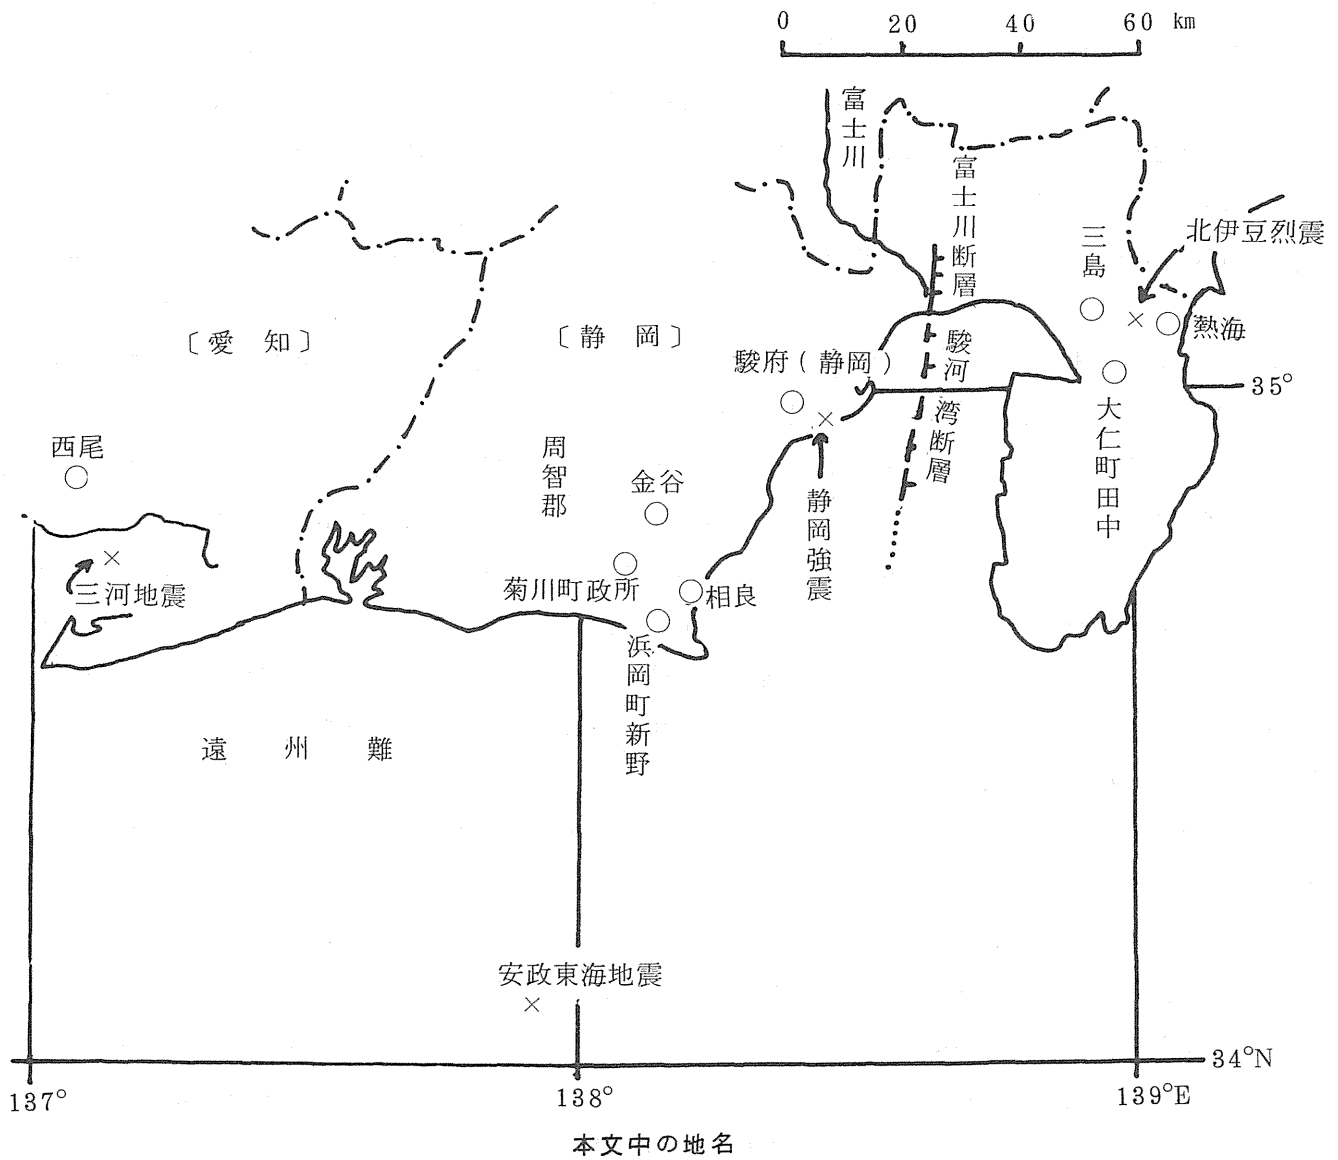 0 20 40 60 km
富士川
富士川断層
北伊豆烈震
三島
熱海
〔愛 知〕
〔静 岡〕
駿府(静岡)
駿河湾断層
35°
大仁町田中
西尾
周智郡
金谷
静岡強震
三河地震
菊川町政所
相良
浜岡町新野
遠 州 難
安政東海地震
34°N
137°
138°
139°E
本文中の地名